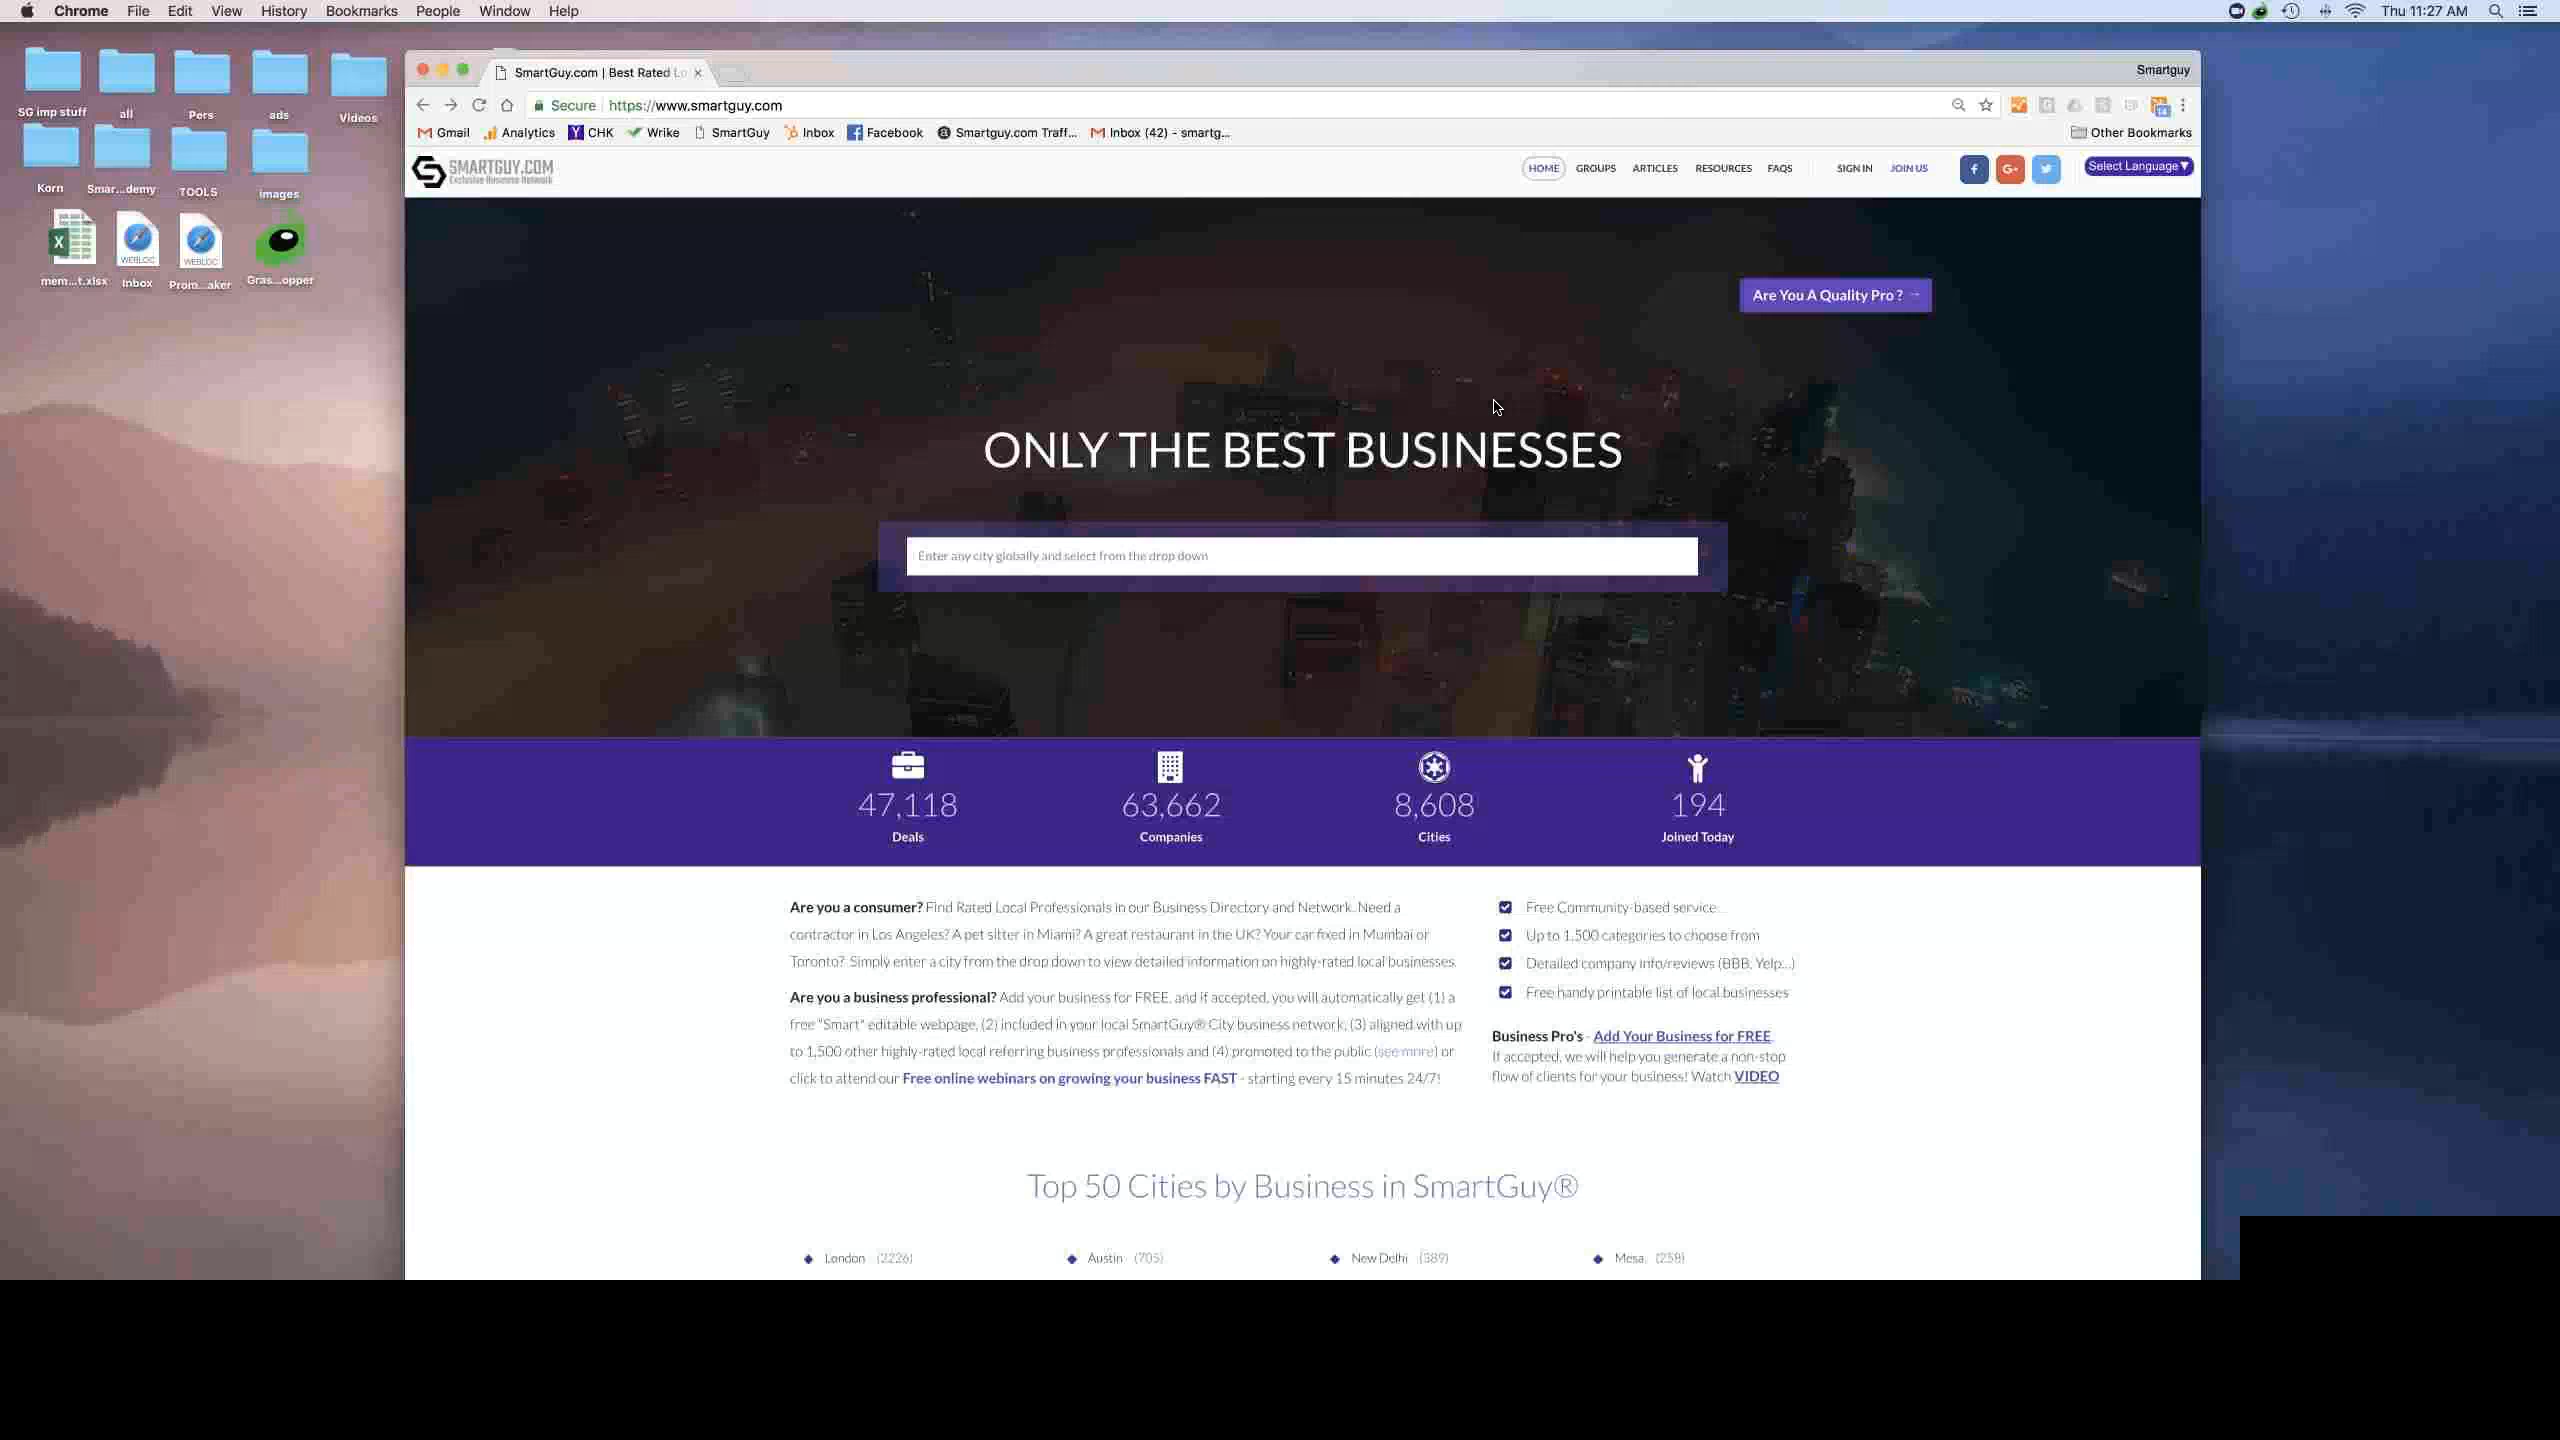 Chrome File Edit View History Bookmarks People Window Help
Thu 11:27 AM
SG imp stuff all Pers ads Videos
Korn Smar...demy TOOLS images
mem...t.xlsx Inbox Prom...aker Gras...opper
WEBLOC WEBLOC
SmartGuy.com | Best Rated Lo
Smartguy
Secure https://www.smartguy.com
14
Gmail Analytics CHK Wrike SmartGuy Inbox Facebook Smartguy.com Traff... Inbox (42) - smartg...
Other Bookmarks
SMARTGUY.COM
Exclusive Business Network
HOME GROUPS ARTICLES RESOURCES FAQS SIGN IN JOIN US
Select Language▼
Are You A Quality Pro ? →
ONLY THE BEST BUSINESSES
Enter any city globally and select from the drop down
47,118 63,662 8,608 194
Deals Companies Cities Joined Today
Are you a consumer? Find Rated Local Professionals in our Business Directory and Network. Need a
contractor in Los Angeles? A pet sitter in Miami? A great restaurant in the UK? Your car fixed in Mumbai or
Toronto? Simply enter a city from the drop down to view detailed information on highly-rated local businesses.
Are you a business professional? Add your business for FREE, and if accepted, you will automatically get (1) a
free "Smart" editable webpage, (2) included in your local SmartGuy® City business network, (3) aligned with up
to 1,500 other highly-rated local referring business professionals and (4) promoted to the public (see more) or
click to attend our Free online webinars on growing your business FAST - starting every 15 minutes 24/7!
Free Community-based service...
Up to 1,500 categories to choose from
Detailed company info/reviews (BBB, Yelp...)
Free handy printable list of local businesses
Business Pro's - Add Your Business for FREE.
If accepted, we will help you generate a non-stop
flow of clients for your business! Watch VIDEO
Top 50 Cities by Business in SmartGuy®
London (2226) Austin (705) New Delhi (389) Mesa (258)